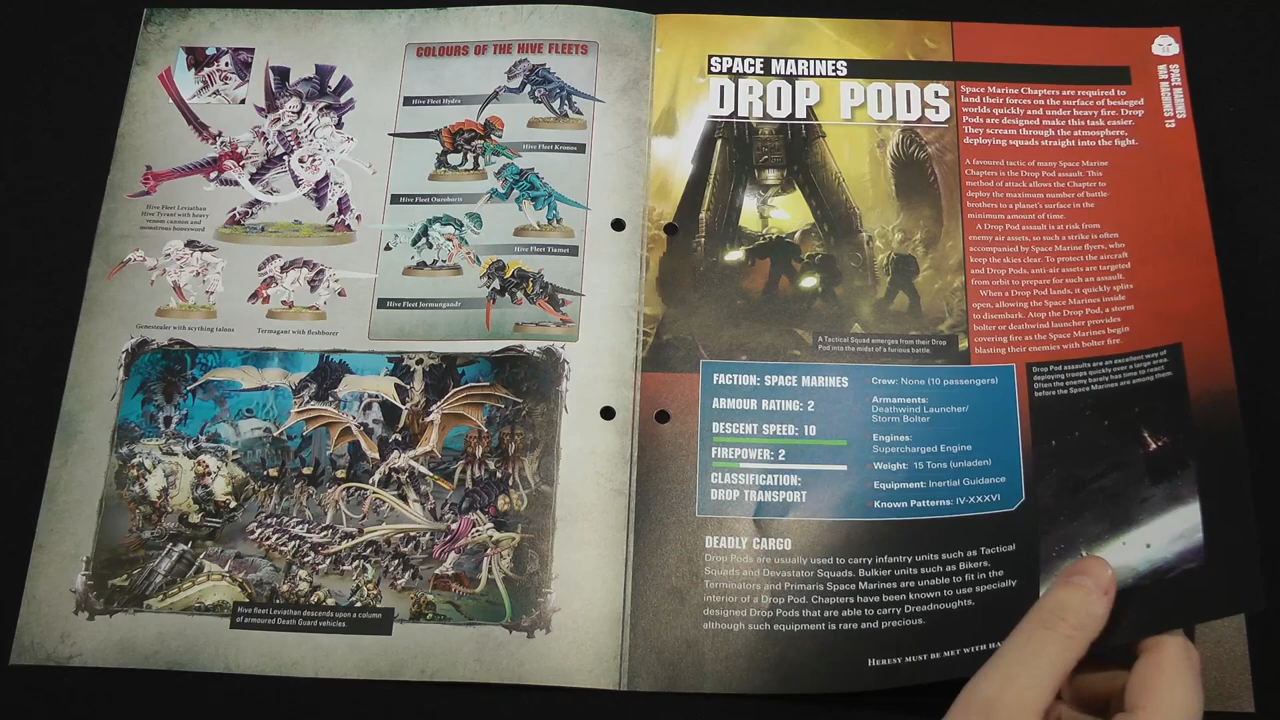 COLOURS OF THE HIVE FLEETS
Hive Fleet Hydra
Hive Fleet Kronos
Hive Fleet Ouroboris
Hive Fleet Tiamet
Hive Fleet Jormungandr
Hive Fleet Leviathan
Hive Tyrant with heavy
venom cannon and
monstrous boneswerd
Genestealer with scything talons
Termagant with fleshborer
Hive fleet Leviathan descends upon a column
of armoured Death Guard vehicles.
SPACE MARINES
DROP PODS
SPACE MARINES
WAR MACHINES 13
Space Marine Chapters are required to
land their forces on the surface of besieged
worlds quickly and under heavy fire. Drop
Pods are designed make this task easier.
They scream through the atmosphere,
deploying squads straight into the fight.
A favoured tactic of many Space Marine
Chapters is the Drop Pod assault. This
method of attack allows the Chapter to
deploy the maximum number of battle-
brothers to a planet's surface in the
minimum amount of time.
A Drop Pod assault is at risk from
enemy air assets, so such a strike is often
accompanied by Space Marine flyers, who
keep the skies clear. To protect the aircraft
and Drop Pods, anti-air assets are targeted
from orbit to prepare for such an assault.
When a Drop Pod lands, it quickly splits
open, allowing the Space Marines inside
to disembark. Atop the Drop Pod, a storm
bolter or deathwind launcher provides
covering fire as the Space Marines begin
blasting their enemies with bolter fire.
A Tactical Squad emerges from their Drop
Pod into the midst of a furious battle.
Drop Pod assaults are an excellent way of
deploying troops quickly over a large area.
Often the enemy barely has time to react
before the Space Marines are among them.
FACTION: SPACE MARINES
ARMOUR RATING: 2
DESCENT SPEED: 10
FIREPOWER: 2
CLASSIFICATION:
DROP TRANSPORT
Crew: None (10 passengers)
Armaments:
Deathwind Launcher/
Storm Bolter
Engines:
Supercharged Engine
Weight: 15 Tons (unladen)
Equipment: Inertial Guidance
Known Patterns: IV-XXXVI
DEADLY CARGO
Drop Pods are usually used to carry infantry units such as Tactical
Squads and Devastator Squads. Bulkier units such as Bikers,
Terminators and Primaris Space Marines are unable to fit in the
interior of a Drop Pod. Chapters have been known to use specially
designed Drop Pods that are able to carry Dreadnoughts,
although such equipment is rare and precious.
HERESY MUST BE MET WITH